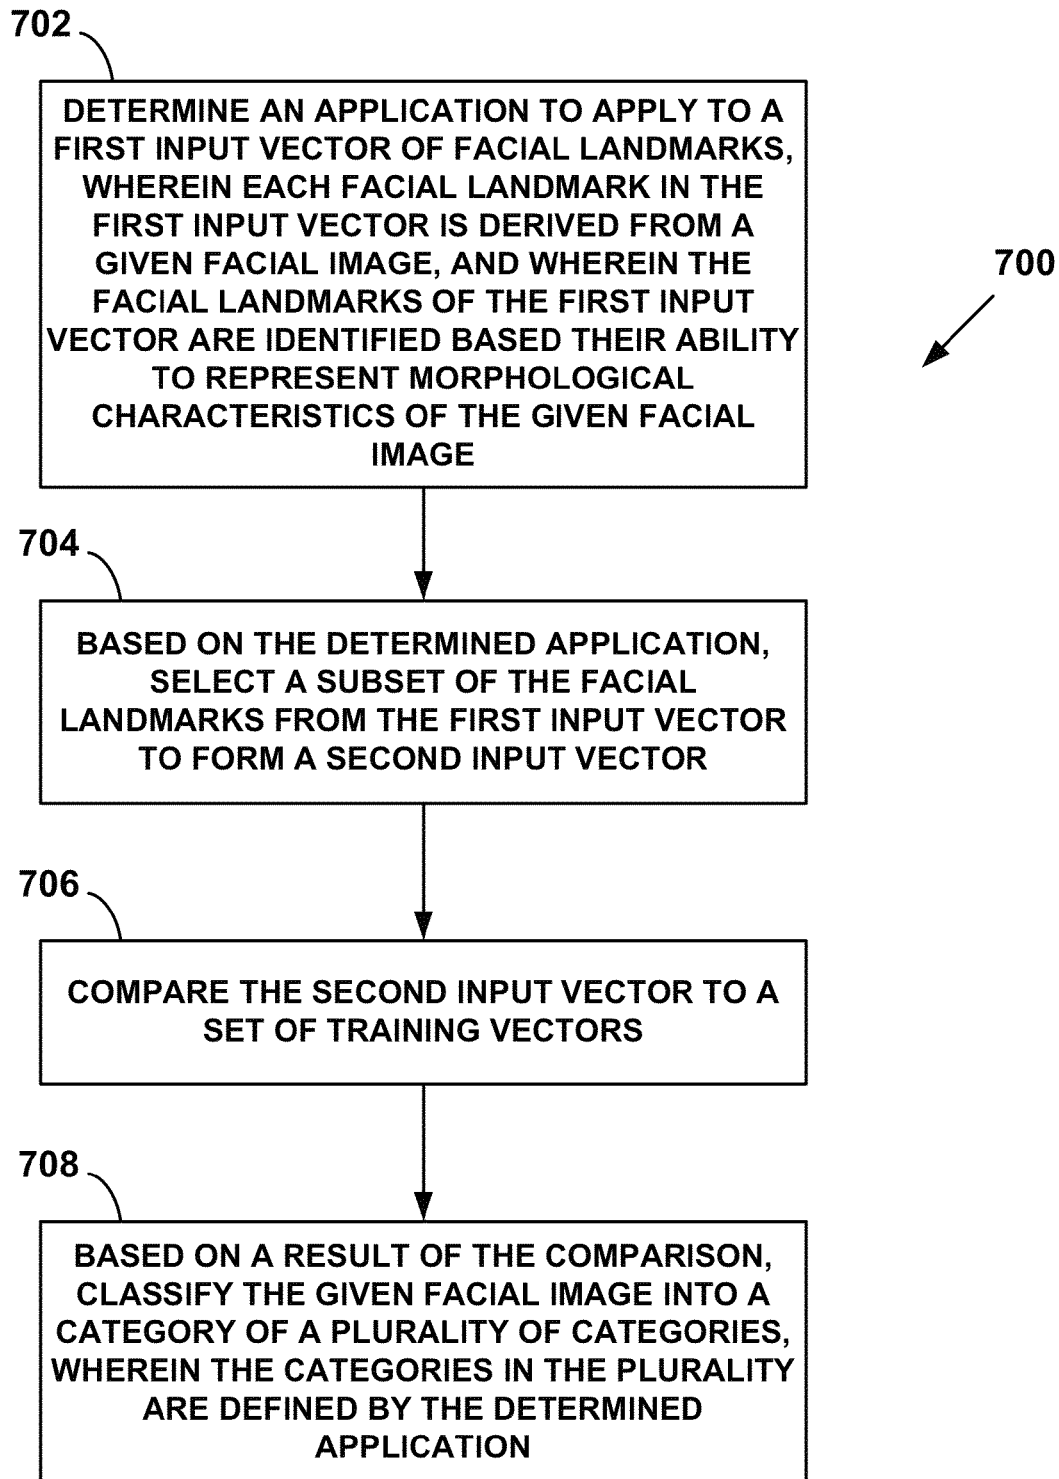 702
DETERMINE AN APPLICATION TO APPLY TO A
FIRST INPUT VECTOR OF FACIAL LANDMARKS,
WHEREIN EACH FACIAL LANDMARK IN THE
FIRST INPUT VECTOR IS DERIVED FROM A
GIVEN FACIAL IMAGE, AND WHEREIN THE
FACIAL LANDMARKS OF THE FIRST INPUT
VECTOR ARE IDENTIFIED BASED THEIR ABILITY
TO REPRESENT MORPHOLOGICAL
CHARACTERISTICS OF THE GIVEN FACIAL
IMAGE
700
704
BASED ON THE DETERMINED APPLICATION,
SELECT A SUBSET OF THE FACIAL
LANDMARKS FROM THE FIRST INPUT VECTOR
TO FORM A SECOND INPUT VECTOR
706
COMPARE THE SECOND INPUT VECTOR TO A
SET OF TRAINING VECTORS
708
BASED ON A RESULT OF THE COMPARISON,
CLASSIFY THE GIVEN FACIAL IMAGE INTO A
CATEGORY OF A PLURALITY OF CATEGORIES,
WHEREIN THE CATEGORIES IN THE PLURALITY
ARE DEFINED BY THE DETERMINED
APPLICATION